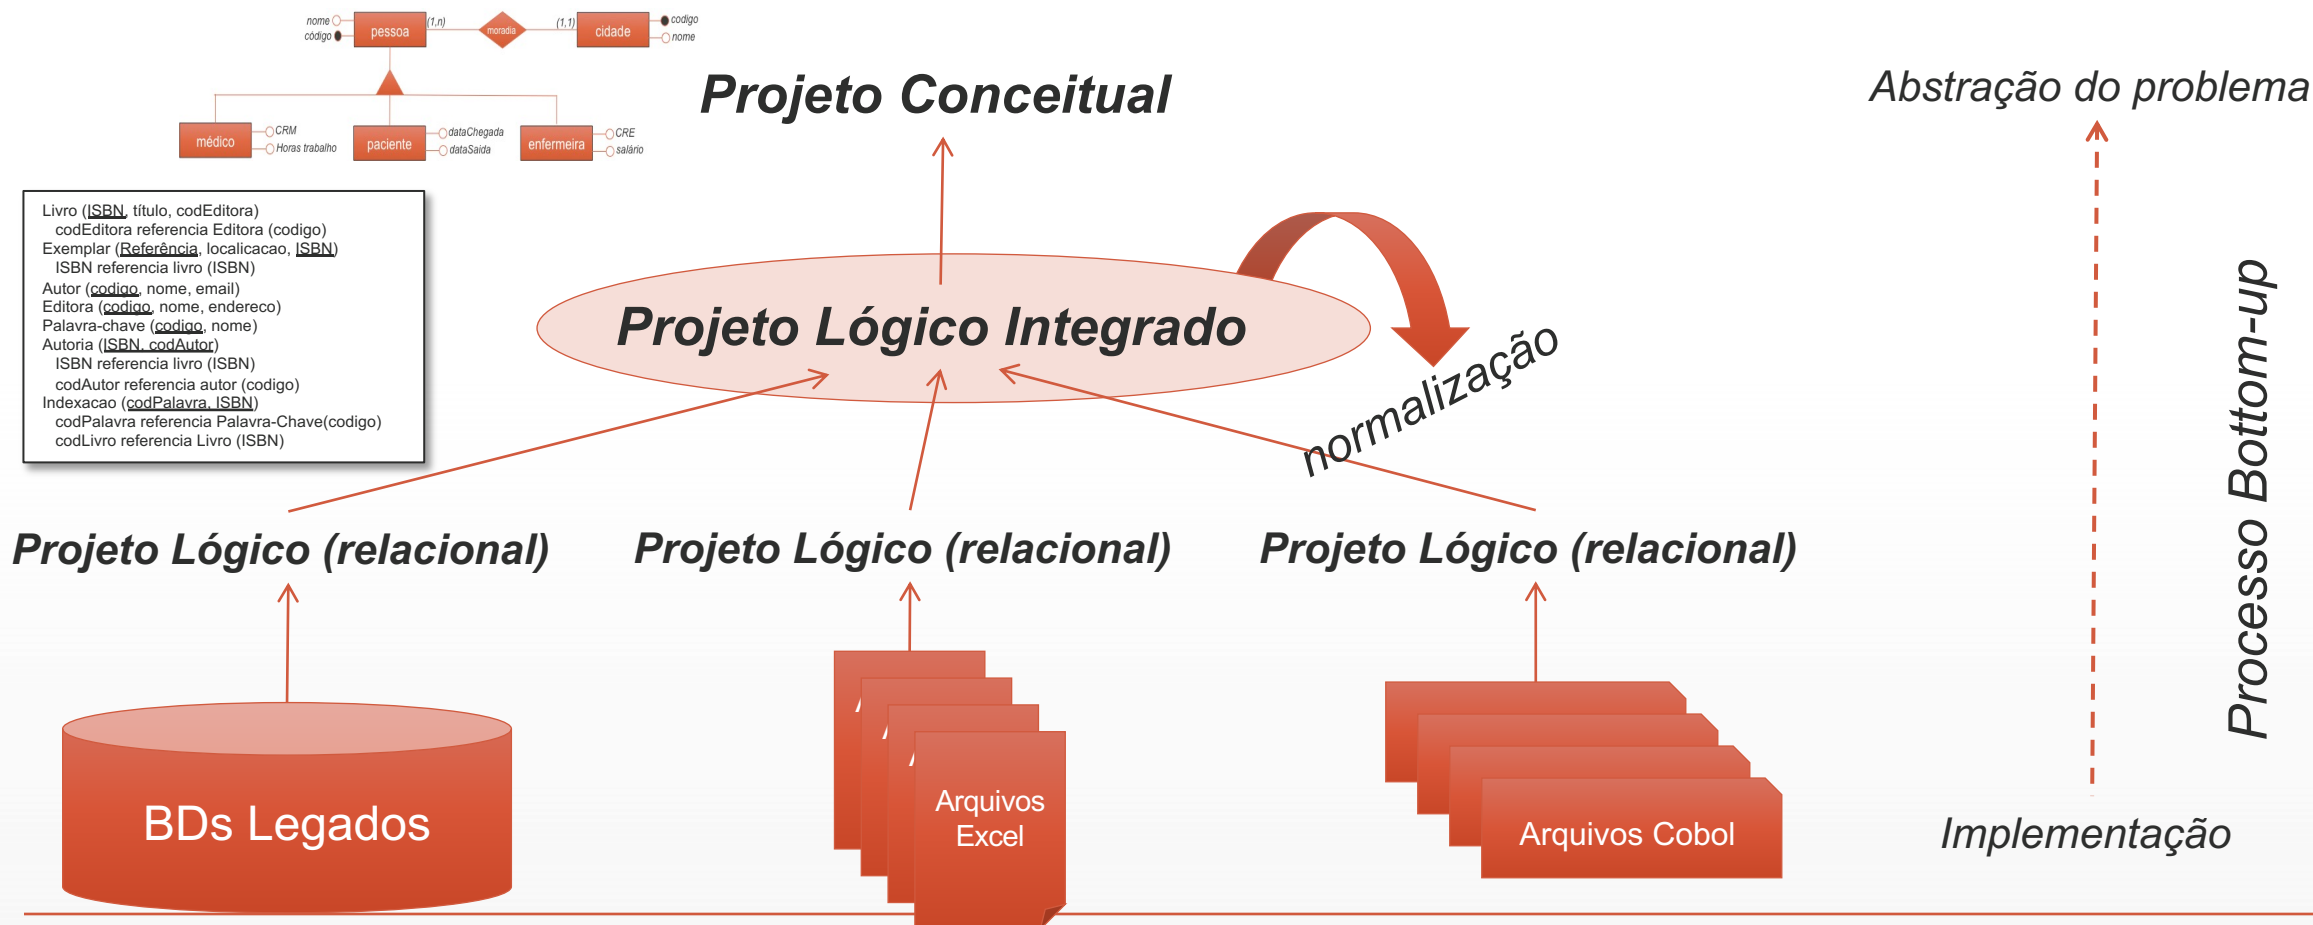 nome
código
pessoa
(1,n)
moradia
(1,1)
cidade
codigo
nome
médico
CRM
Horas trabalho
paciente
dataChegada
dataSaida
enfermeira
CRE
salário
Projeto Conceitual
Abstração do problema
Livro (ISBN, título, codEditora)
codEditora referencia Editora (codigo)
Exemplar (Referência, localicacao, ISBN)
ISBN referencia livro (ISBN)
Autor (codigo, nome, email)
Editora (codigo, nome, endereco)
Palavra-chave (codigo, nome)
Autoria (ISBN, codAutor)
ISBN referencia livro (ISBN)
codAutor referencia autor (codigo)
Indexacao (codPalavra, ISBN)
codPalavra referencia Palavra-Chave(codigo)
codLivro referencia Livro (ISBN)
Projeto Lógico Integrado
normalização
Processo Bottom-up
Projeto Lógico (relacional)
Projeto Lógico (relacional)
Projeto Lógico (relacional)
BDs Legados
Arquivos
Excel
Arquivos Cobol
Implementação